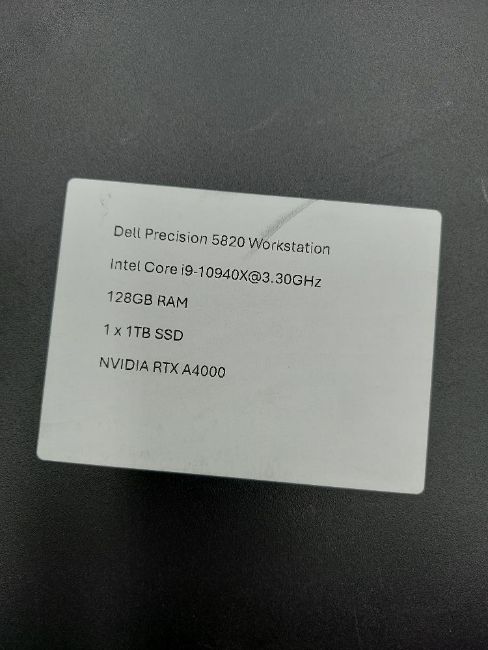 Dell Precision 5820 Workstation
Intel Core i9-10940X@3.30GHz
128GB RAM
1 x 1TB SSD
NVIDIA RTX A4000